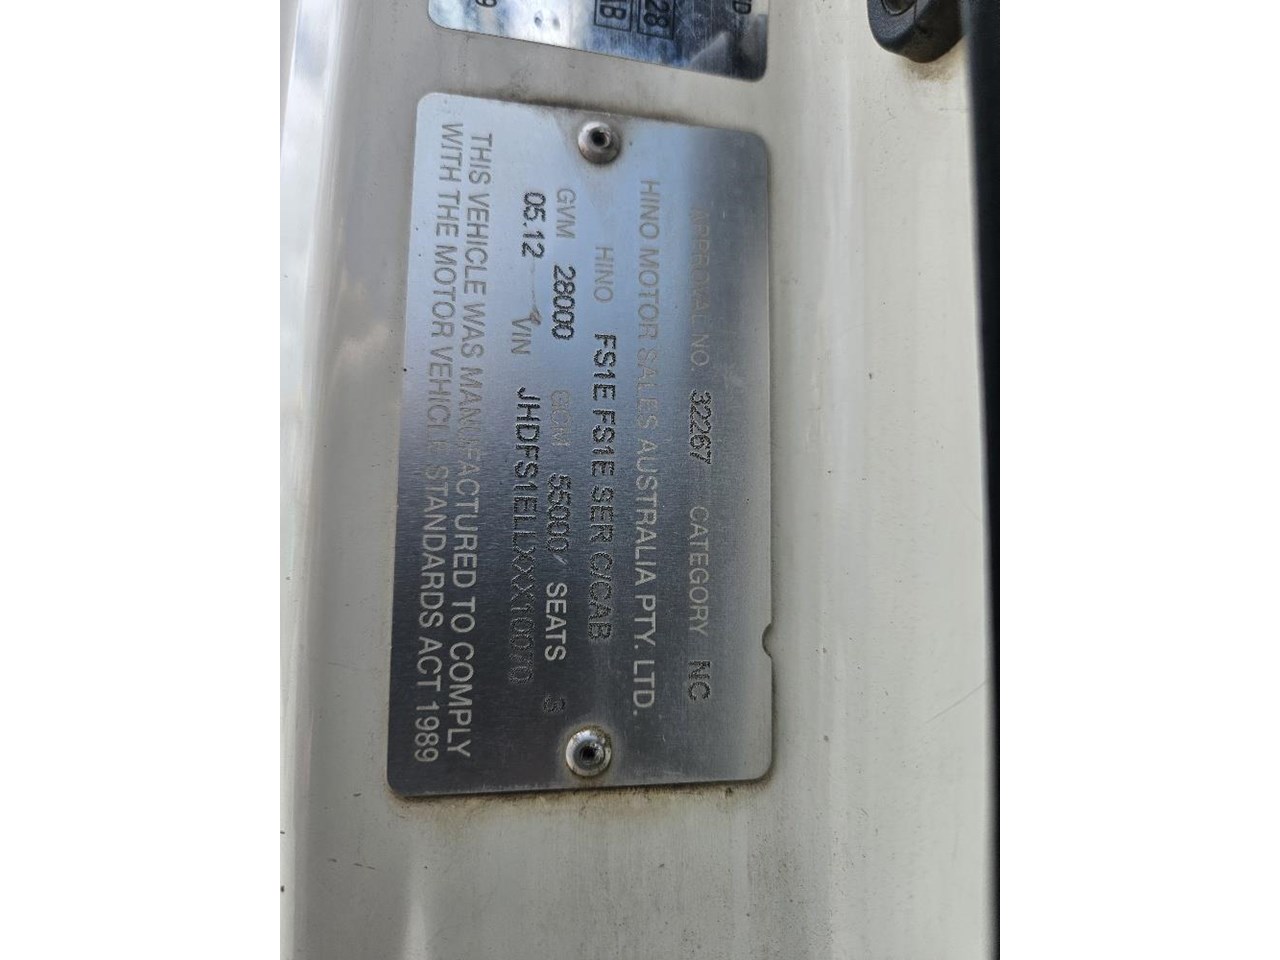 APPROVAL NO. 32267 CATEGORY NC
HINO MOTOR SALES AUSTRALIA PTY. LTD.
HINO FS1E FS1E SER C/CAB
GVM 28000 GCM 55000 SEATS 3
05.12 VIN JHDFS1ELLXXX10070
THIS VEHICLE WAS MANUFACTURED TO COMPLY
WITH THE MOTOR VEHICLE STANDARDS ACT 1989